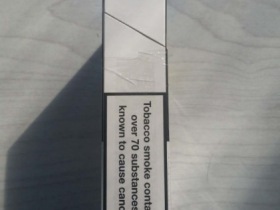 Tobacco smoke conta
over 70 substances
known to cause canc